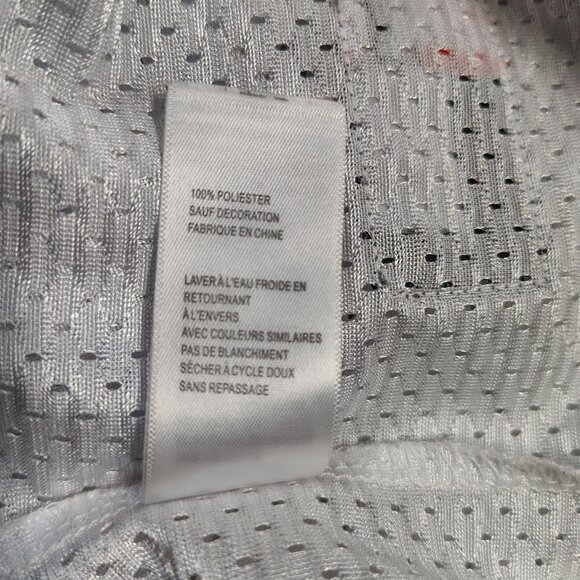 100% POLIESTER
SAUF DECORATION
FABRIQUE EN CHINE
LAVER À L'EAU FROIDE EN
RETOURNANT
À L'ENVERS
AVEC COULEURS SIMILAIRES
PAS DE BLANCHIMENT
SÉCHER À CYCLE DOUX
SANS REPASSAGE